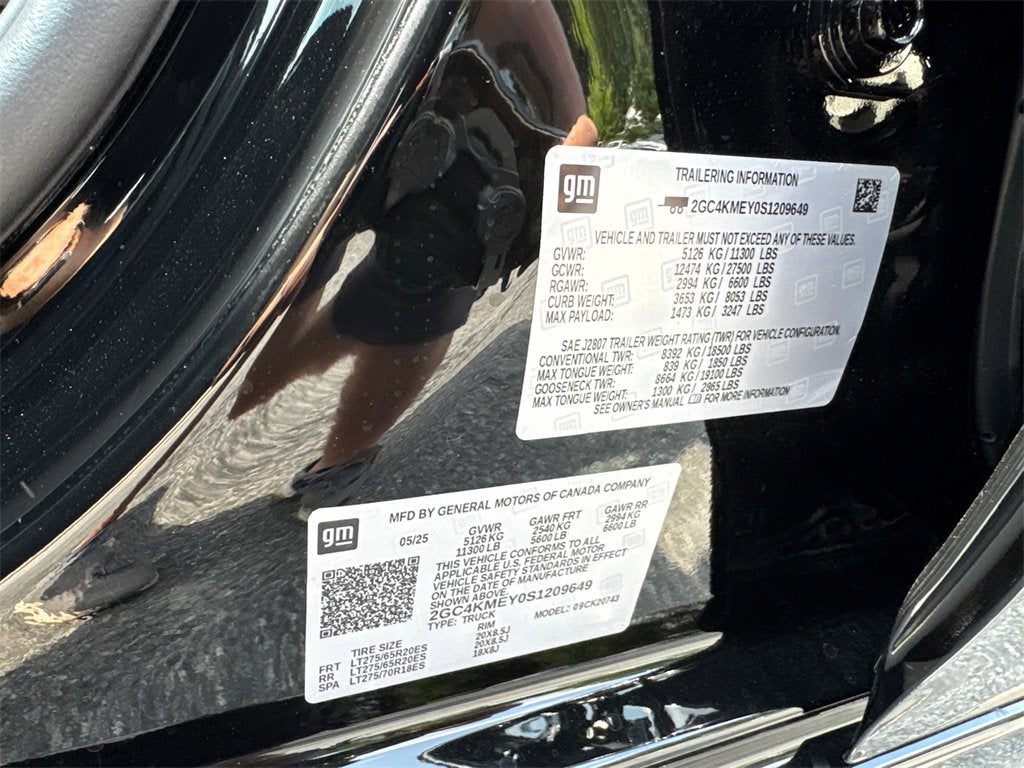 gm
TRAILERING INFORMATION
2GC4KMEY0S1209649
VEHICLE AND TRAILER MUST NOT EXCEED ANY OF THESE VALUES.
GVWR: 5126 KG / 11300 LBS
GCWR: 12474 KG / 27500 LBS
RGAWR: 2994 KG / 6600 LBS
CURB WEIGHT: 3653 KG / 8053 LBS
MAX PAYLOAD: 1473 KG / 3247 LBS
SAE J2807 TRAILER WEIGHT RATING (TWR) FOR VEHICLE CONFIGURATION.
CONVENTIONAL TWR: 8392 KG / 18500 LBS
MAX TONGUE WEIGHT: 839 KG / 1850 LBS
GOOSENECK TWR: 8664 KG / 19100 LBS
MAX TONGUE WEIGHT: 1300 KG / 2865 LBS
SEE OWNER'S MANUAL FOR MORE INFORMATION
gm
MFD BY GENERAL MOTORS OF CANADA COMPANY
05/25 GVWR GAWR FRT GAWR RR
5126 KG 2540 KG 2994 KG
11300 LB 5600 LB 6600 LB
THIS VEHICLE CONFORMS TO ALL
APPLICABLE U.S. FEDERAL MOTOR
VEHICLE SAFETY STANDARDS IN EFFECT
ON THE DATE OF MANUFACTURE
SHOWN ABOVE.
2GC4KMEY0S1209649
TYPE: TRUCK MODEL: 09CK20743
TIRE SIZE RIM
FRT LT275/65R20ES 20X8.5J
RR LT275/65R20ES 20X8.5J
SPA LT275/70R18ES 18X8J